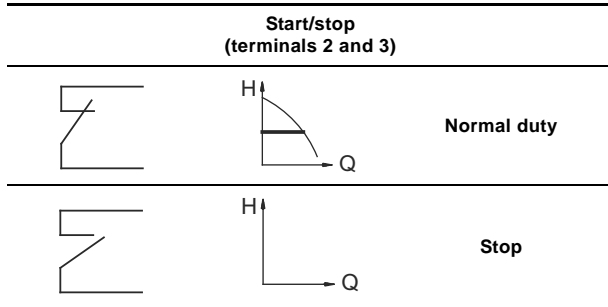 Start/stop
(terminals 2 and 3)
H
Q
Normal duty
H
Q
Stop